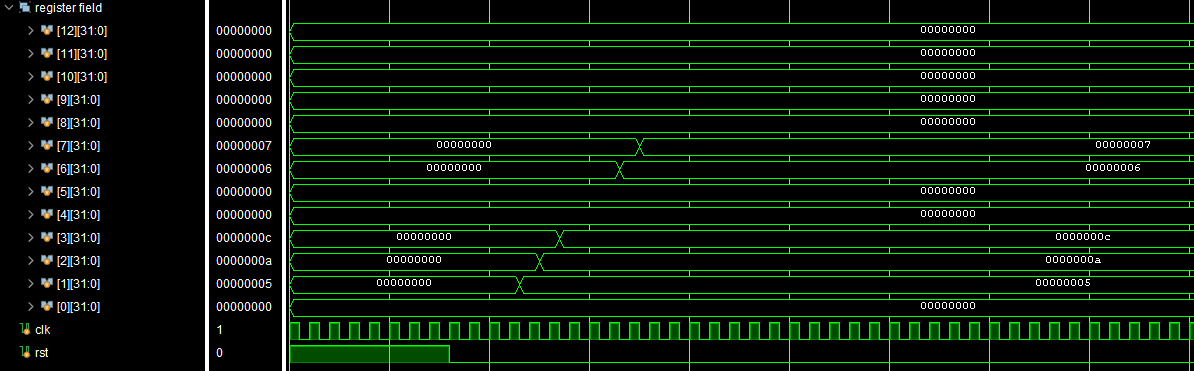 register field
[12][31:0] 00000000 00000000
[11][31:0] 00000000 00000000
[10][31:0] 00000000 00000000
[9][31:0] 00000000 00000000
[8][31:0] 00000000 00000000
[7][31:0] 00000007 00000000 00000007
[6][31:0] 00000006 00000000 00000006
[5][31:0] 00000000 00000000
[4][31:0] 00000000 00000000
[3][31:0] 0000000c 00000000 0000000c
[2][31:0] 0000000a 00000000 0000000a
[1][31:0] 00000005 00000000 00000005
[0][31:0] 00000000 00000000
clk 1
rst 0